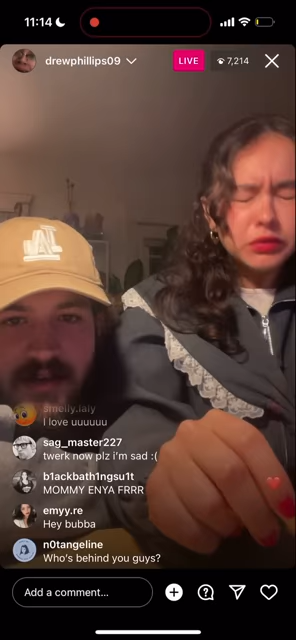 11:14
drewphillips09
LIVE
7,214
LA
smelly.laly
I love uuuuuu
sag_master227
twerk now plz i'm sad :(
b1ackbath1ngsu1t
MOMMY ENYA FRRR
emyy.re
Hey bubba
n0tangeline
Who's behind you guys?
Add a comment...